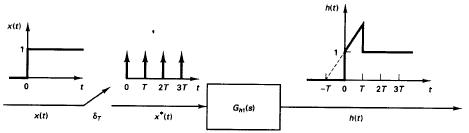 x(t)
1
0
t
0
T
2T
3T
t
h(t)
1
-T
0
T
2T
3T
t
x(t)
δT
x*(t)
Gh1(s)
h(t)